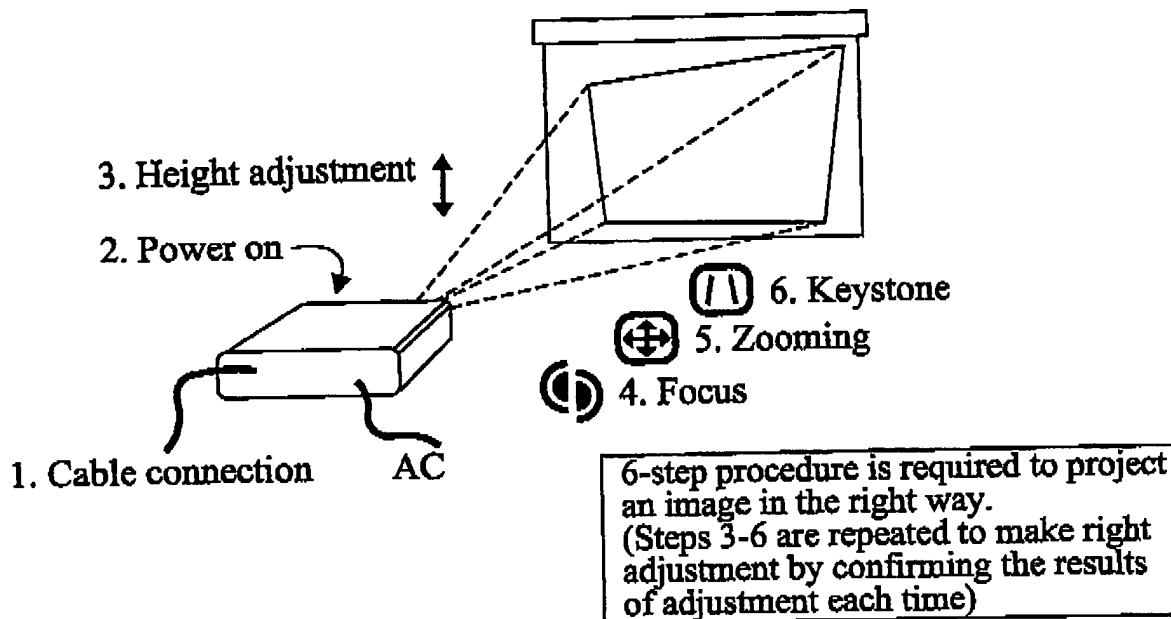 3. Height adjustment
2. Power on
6. Keystone
5. Zooming
4. Focus
1. Cable connection
AC
6-step procedure is required to project
an image in the right way.
(Steps 3-6 are repeated to make right
adjustment by confirming the results
of adjustment each time)